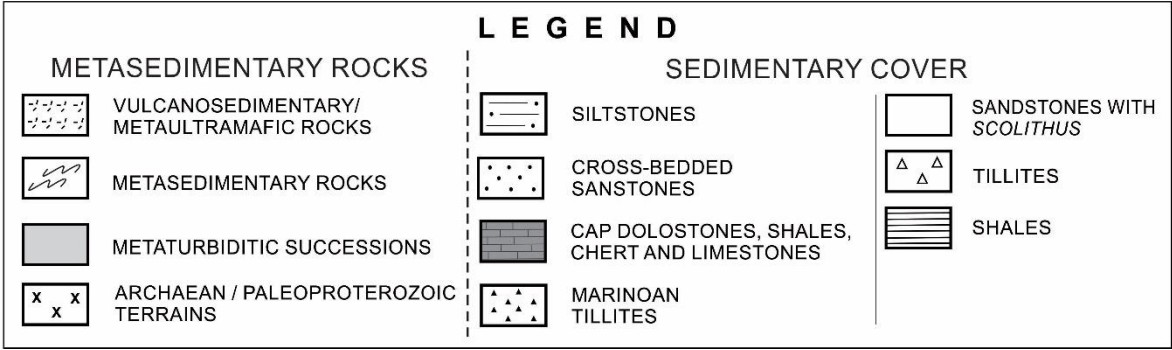 LEGEND
METASEDIMENTARY ROCKS
VULCANOSEDIMENTARY/
METAULTRAMAFIC ROCKS
METASEDIMENTARY ROCKS
METATURBIDITIC SUCCESSIONS
X X
X
ARCHAEAN / PALEOPROTEROZOIC
TERRAINS
SEDIMENTARY COVER
SILTSTONES
CROSS-BEDDED
SANSTONES
CAP DOLOSTONES, SHALES,
CHERT AND LIMESTONES
MARINOAN
TILLITES
SANDSTONES WITH
SCOLITHUS
TILLITES
SHALES